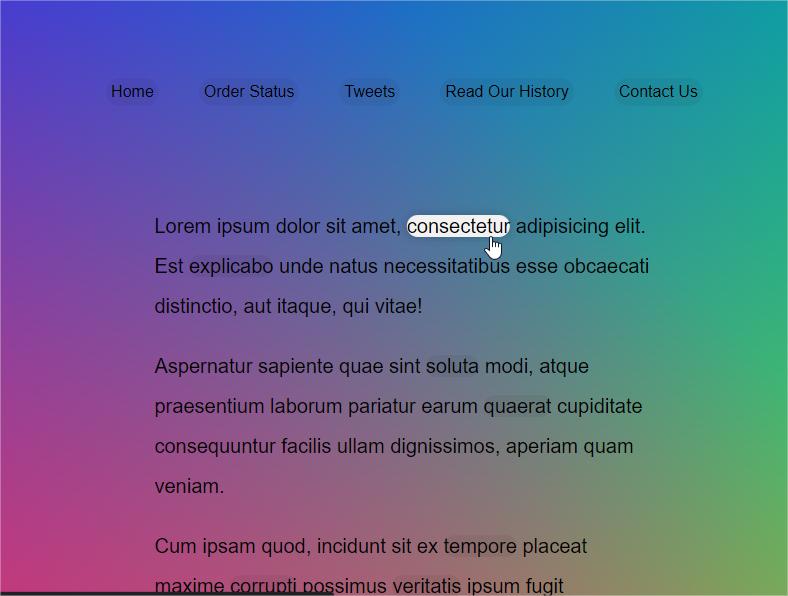 Home Order Status Tweets Read Our History Contact Us
Lorem ipsum dolor sit amet, consectetur adipisicing elit.
Est explicabo unde natus necessitatibus esse obcaecati
distinctio, aut itaque, qui vitae!
Aspernatur sapiente quae sint soluta modi, atque
praesentium laborum pariatur earum quaerat cupiditate
consequuntur facilis ullam dignissimos, aperiam quam
veniam.
Cum ipsam quod, incidunt sit ex tempore placeat
maxime corrupti possimus veritatis ipsum fugit